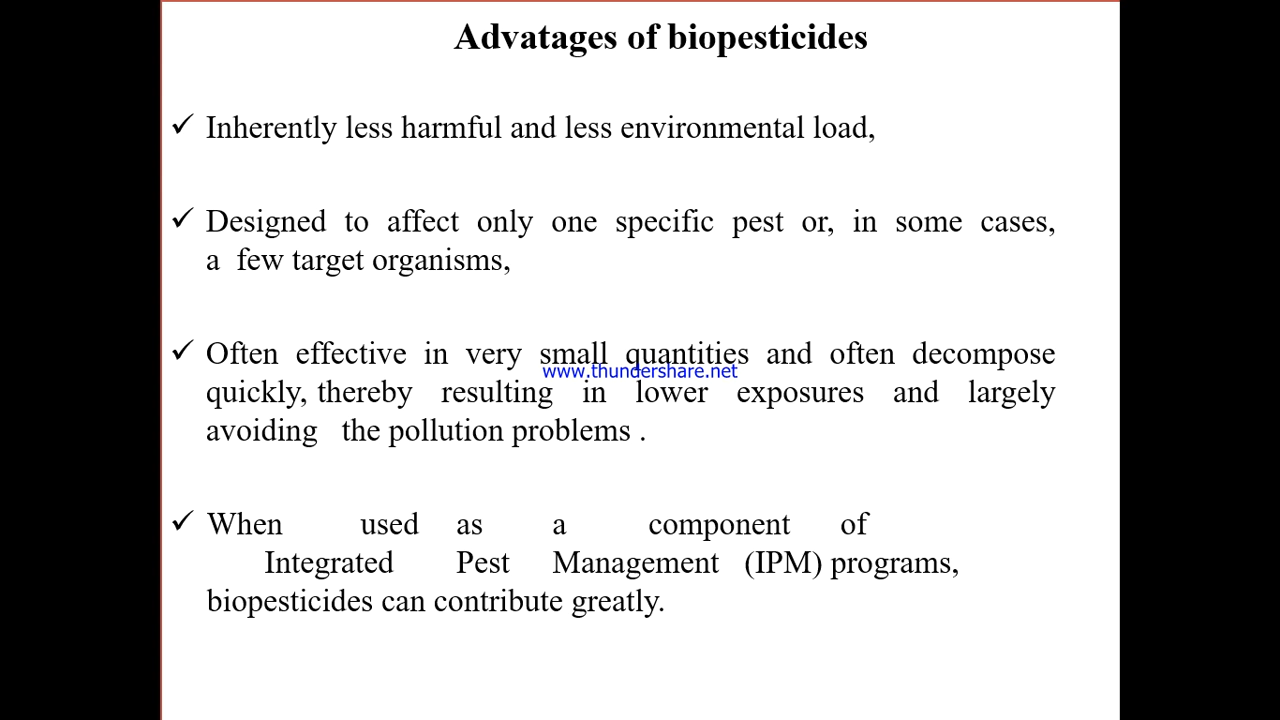 Advatages of biopesticides
✓ Inherently less harmful and less environmental load,
✓ Designed to affect only one specific pest or, in some cases,
a few target organisms,
✓ Often effective in very small quantities and often decompose
www.thundershare.net
quickly, thereby resulting in lower exposures and largely
avoiding the pollution problems .
✓ When used as a component of
Integrated Pest Management (IPM) programs,
biopesticides can contribute greatly.